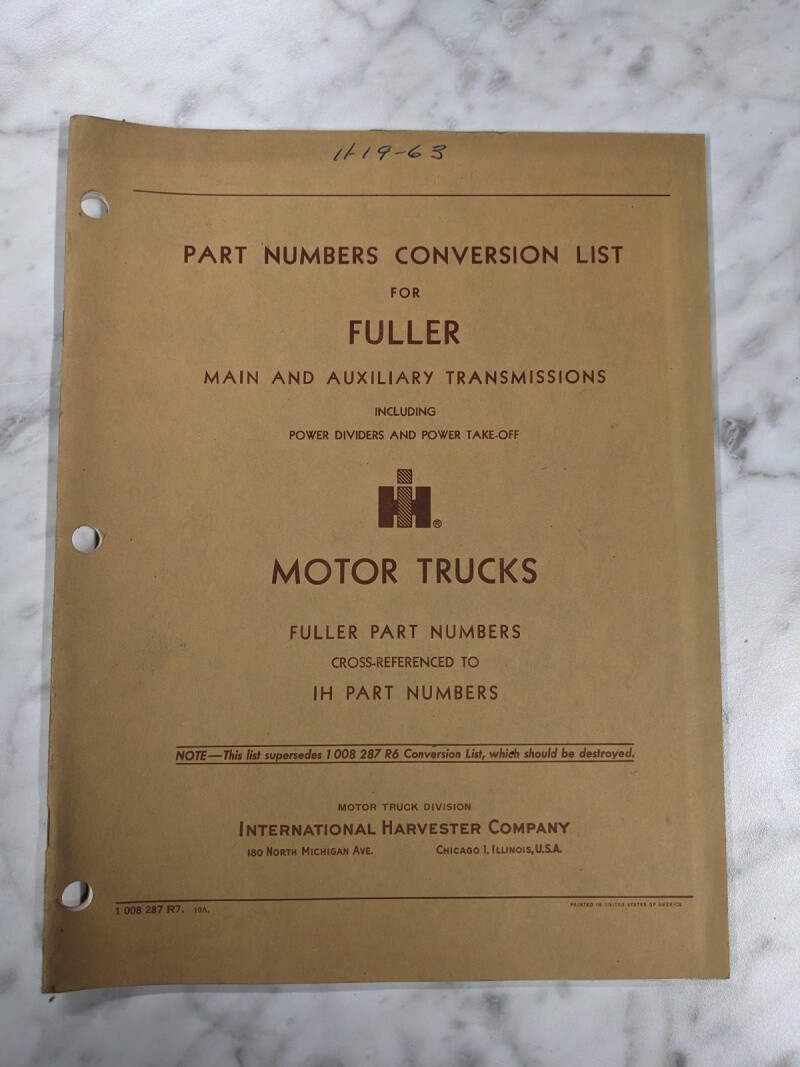 11-19-63
PART NUMBERS CONVERSION LIST
FOR
FULLER
MAIN AND AUXILIARY TRANSMISSIONS
INCLUDING
POWER DIVIDERS AND POWER TAKE-OFF
IH®
MOTOR TRUCKS
FULLER PART NUMBERS
CROSS-REFERENCED TO
IH PART NUMBERS
NOTE—This list supersedes 1 008 287 R6 Conversion List, which should be destroyed.
MOTOR TRUCK DIVISION
INTERNATIONAL HARVESTER COMPANY
180 NORTH MICHIGAN AVE. CHICAGO 1, ILLINOIS, U.S.A.
1 008 287 R7. 10A. PRINTED IN UNITED STATES OF AMERICA